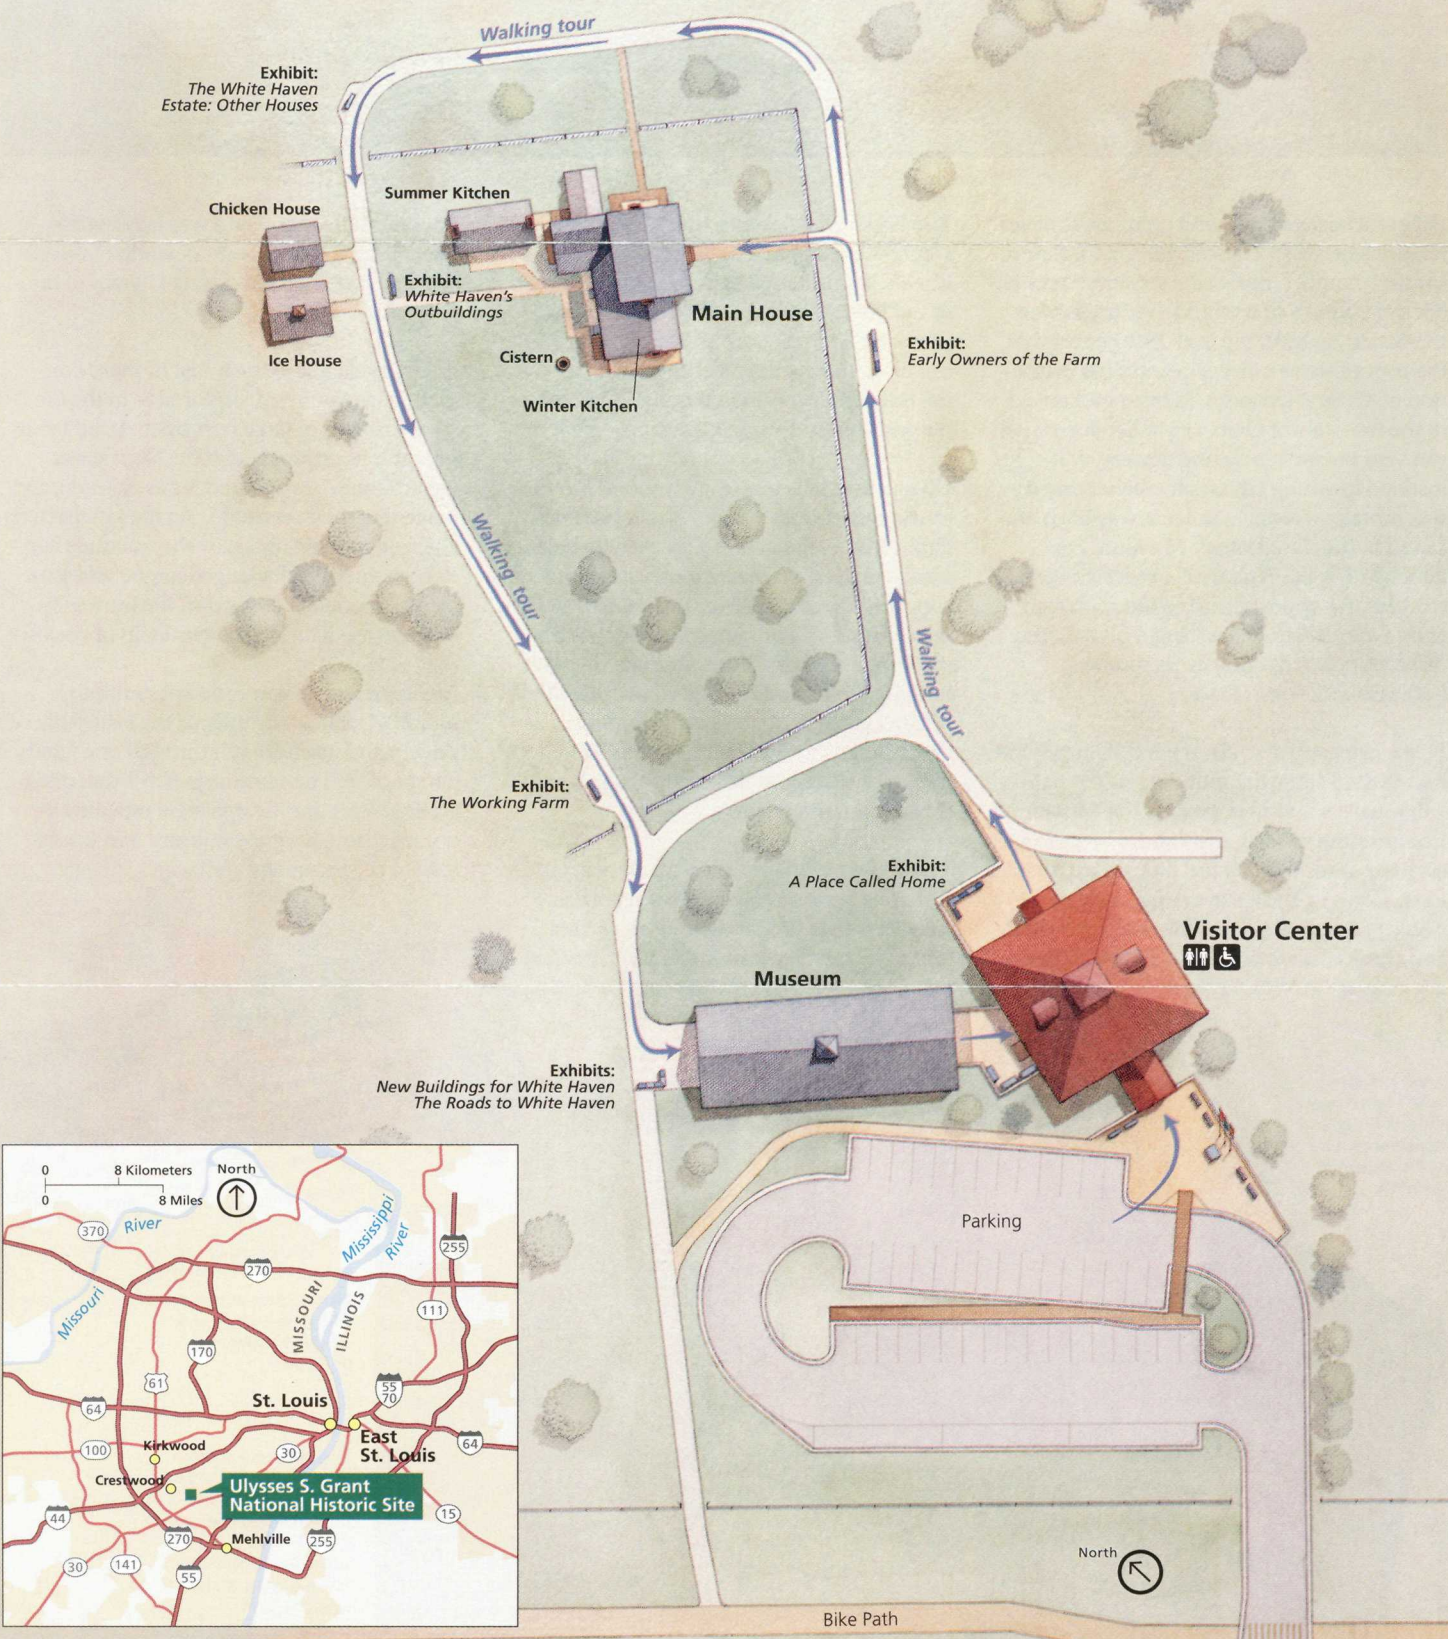 Walking tour
Exhibit:
The White Haven
Estate: Other Houses
Chicken House
Summer Kitchen
Exhibit:
White Haven's
Outbuildings
Main House
Ice House
Cistern
Winter Kitchen
Exhibit:
Early Owners of the Farm
Walking tour
Walking tour
Exhibit:
The Working Farm
Exhibit:
A Place Called Home
Visitor Center
Museum
Exhibits:
New Buildings for White Haven
The Roads to White Haven
Parking
North
Bike Path
0 8 Kilometers
0 8 Miles
North
370
River
Missouri
Mississippi
River
255
270
MISSOURI
ILLINOIS
111
170
61
55
70
64
St. Louis
East
St. Louis
64
100
Kirkwood
30
Crestwood
Ulysses S. Grant
National Historic Site
44
15
270
Mehlville
255
30
141
55